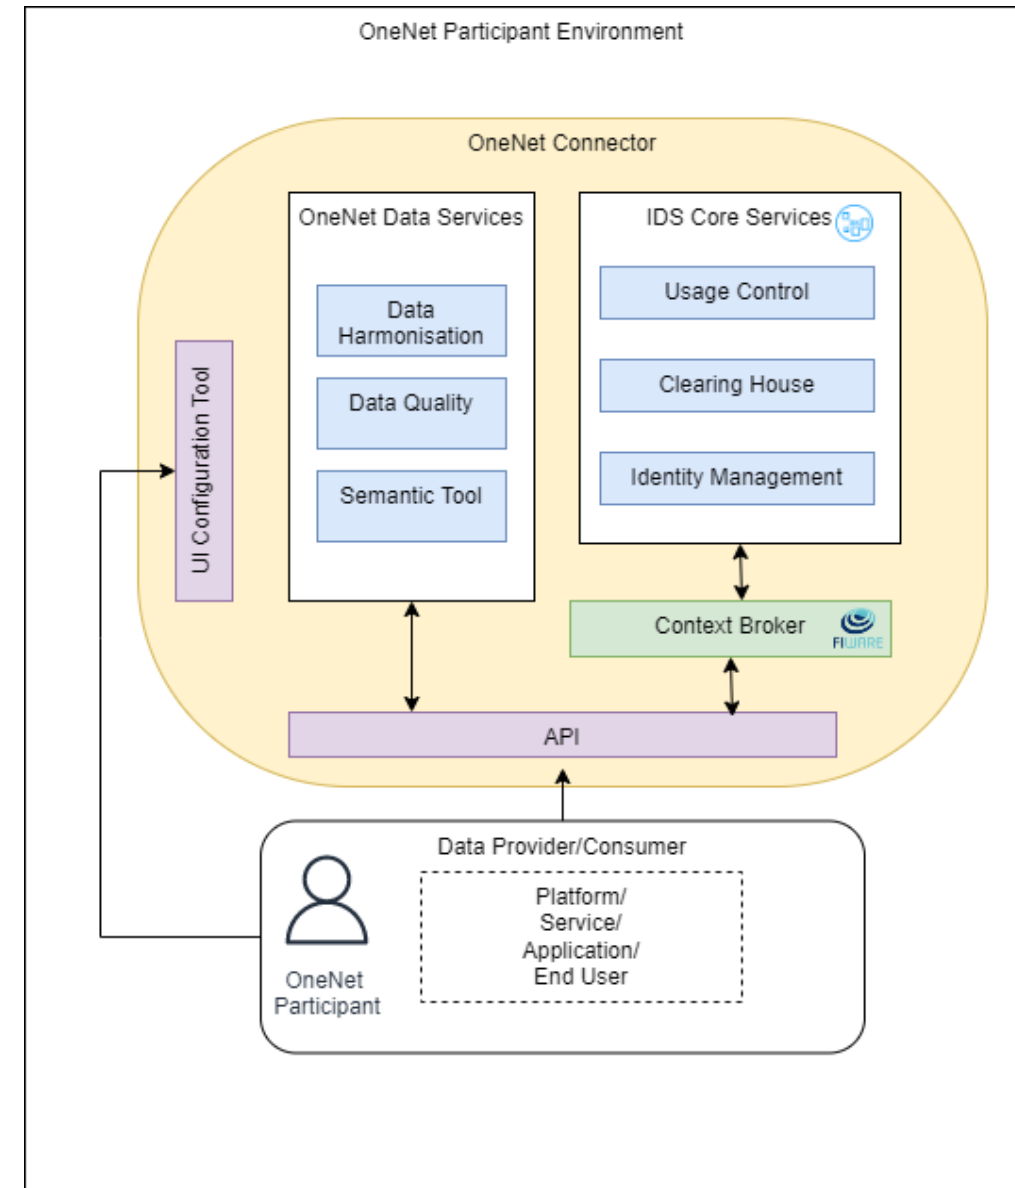 OneNet Participant Environment
OneNet Connector
OneNet Data Services
Data
Harmonisation
Data Quality
Semantic Tool
IDS Core Services
Usage Control
Clearing House
Identity Management
UI Configuration Tool
Context Broker
FIWARE
API
Data Provider/Consumer
Platform/
Service/
Application/
End User
OneNet
Participant